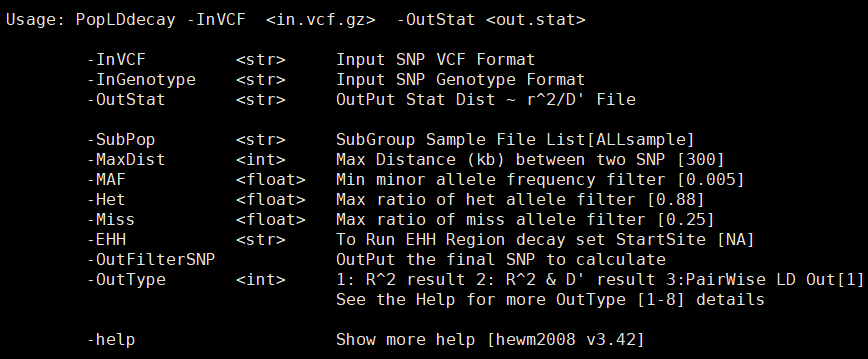 Usage: PopLDdecay -InVCF  <in.vcf.gz>  -OutStat <out.stat>
-InVCF <str> Input SNP VCF Format
-InGenotype <str> Input SNP Genotype Format
-OutStat <str> OutPut Stat Dist ~ r^2/D' File
-SubPop <str> SubGroup Sample File List[ALLsample]
-MaxDist <int> Max Distance (kb) between two SNP [300]
-MAF <float> Min minor allele frequency filter [0.005]
-Het <float> Max ratio of het allele filter [0.88]
-Miss <float> Max ratio of miss allele filter [0.25]
-EHH <str> To Run EHH Region decay set StartSite [NA]
-OutFilterSNP OutPut the final SNP to calculate
-OutType <int> 1: R^2 result 2: R^2 & D' result 3:PairWise LD Out[1]
See the Help for more OutType [1-8] details
-help Show more help [hewm2008 v3.42]